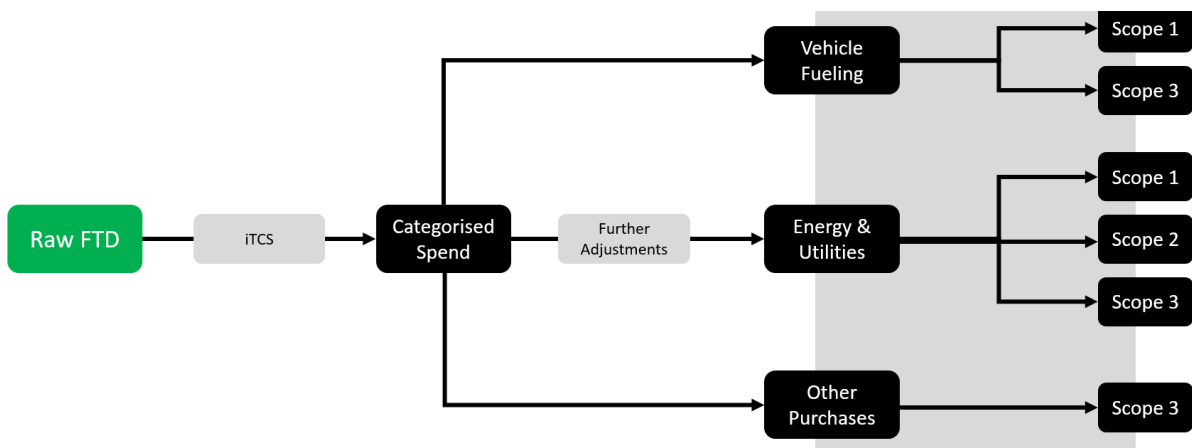 Raw FTD
iTCS
Categorised
Spend
Further
Adjustments
Vehicle
Fueling
Scope 1
Scope 3
Energy &
Utilities
Scope 1
Scope 2
Scope 3
Other
Purchases
Scope 3